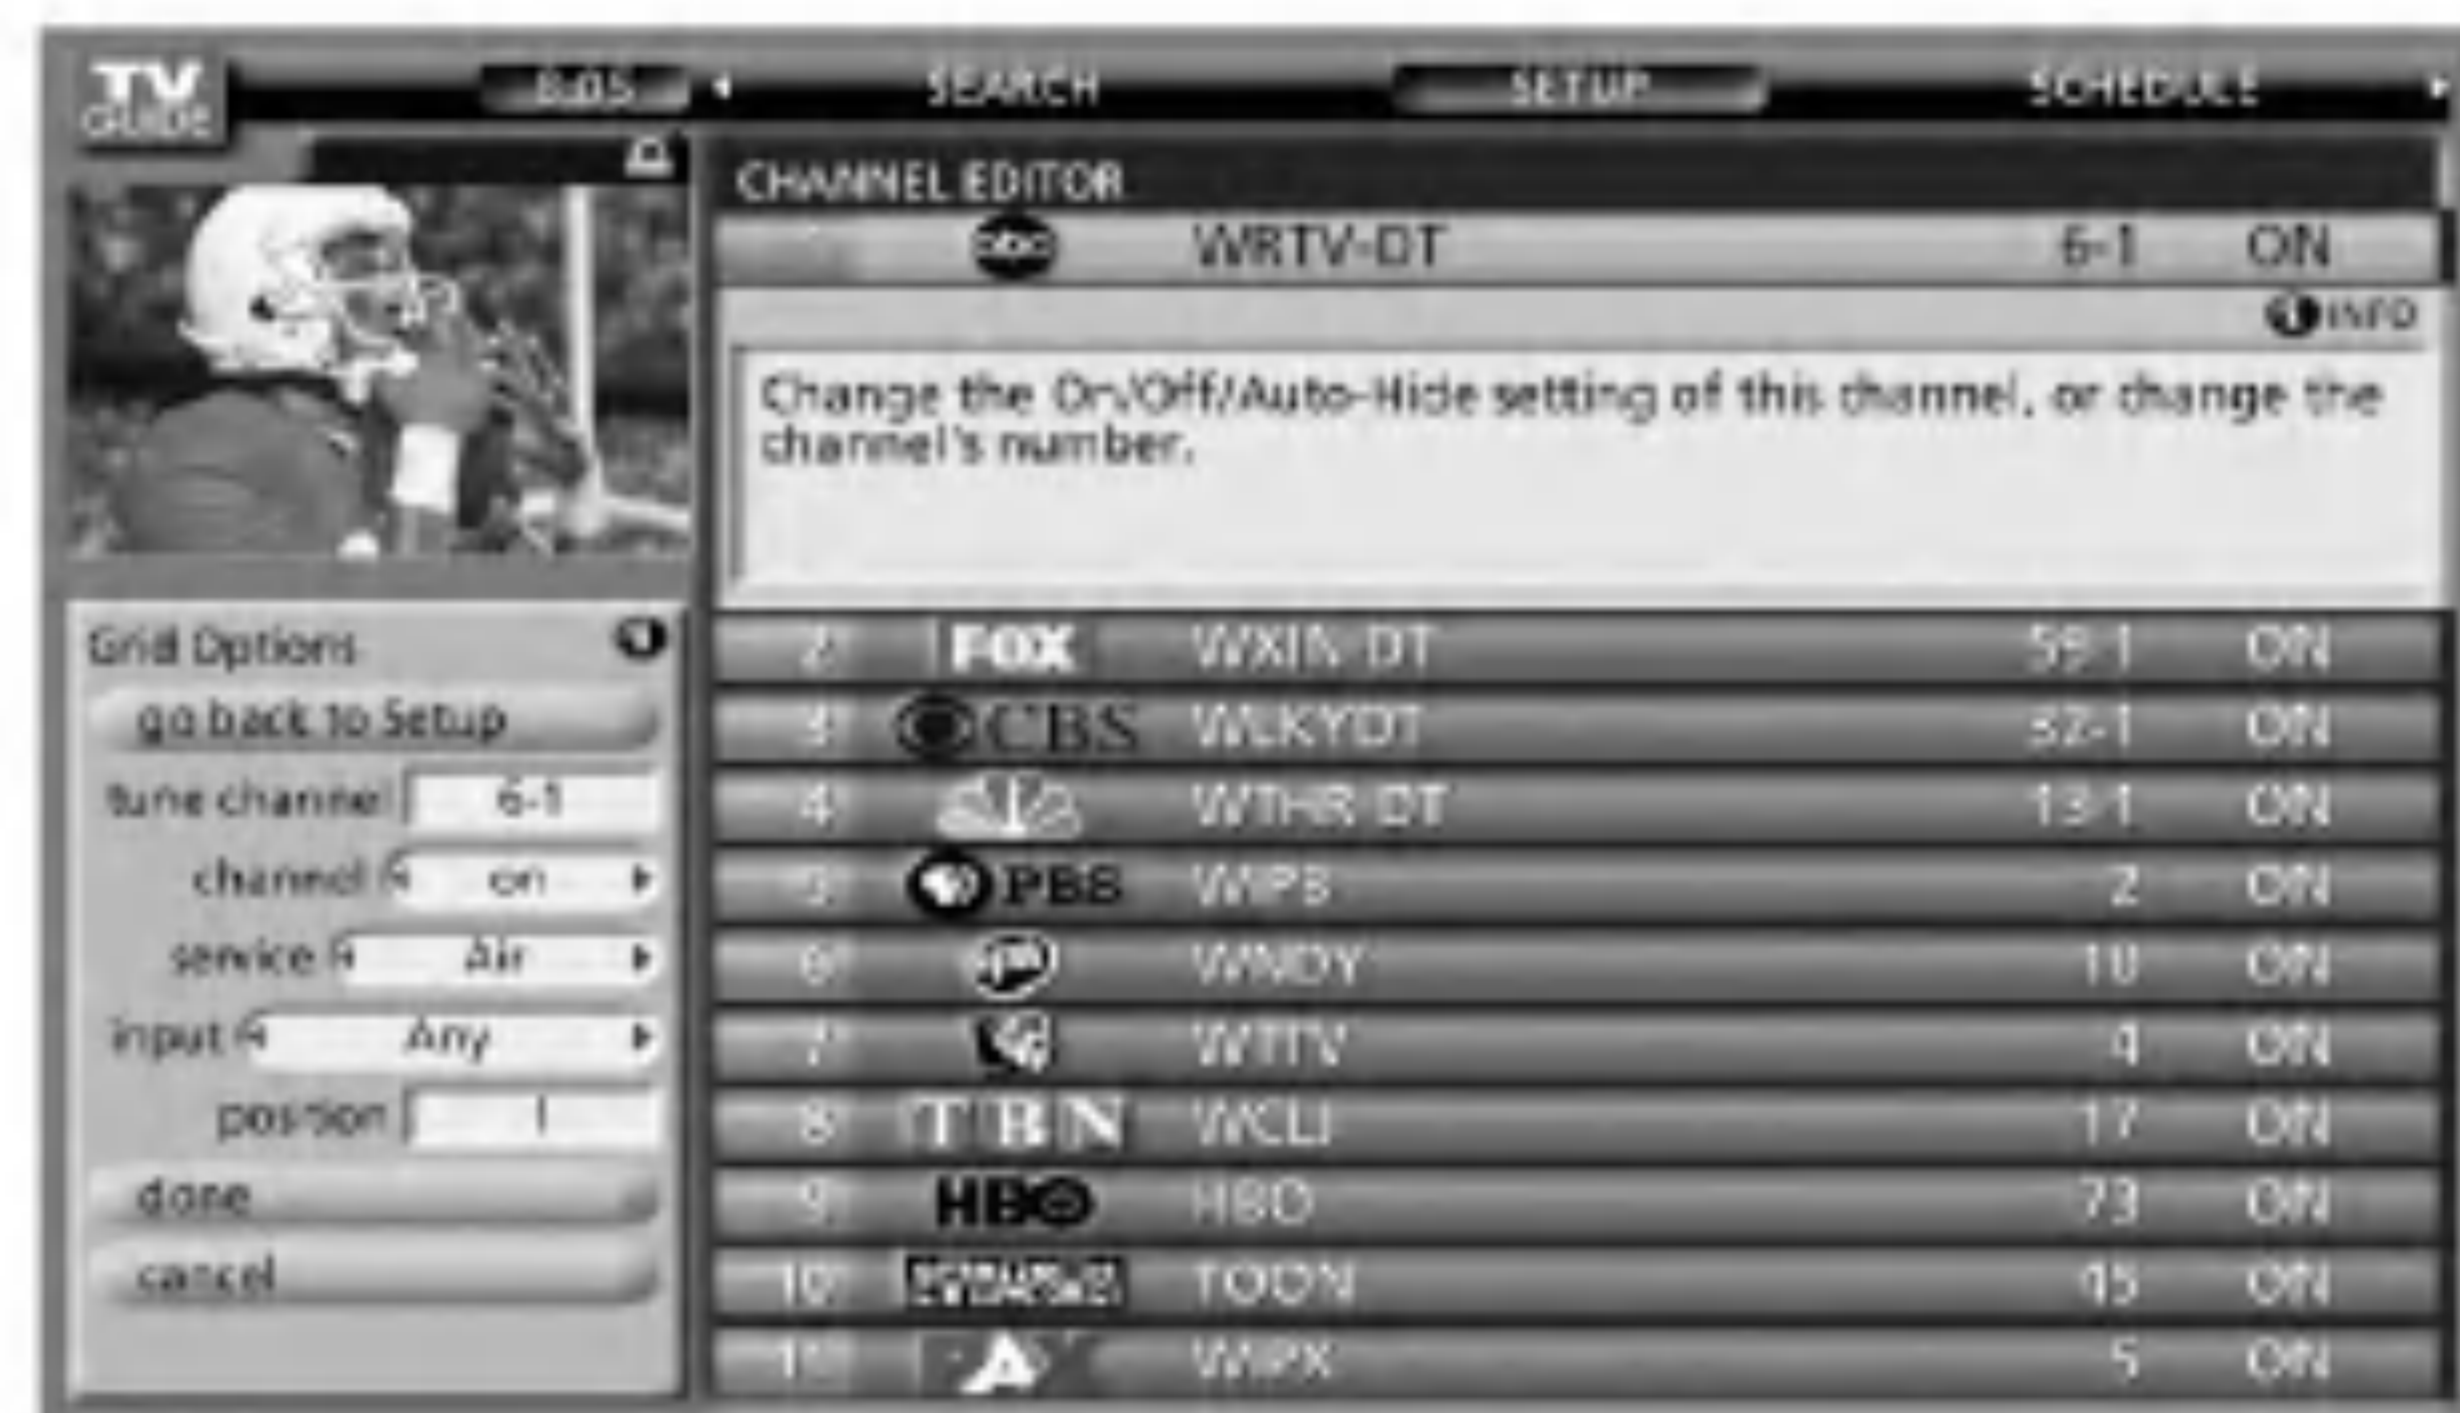 TV GUIDE
8:05 SEARCH SETUP SCHEDULE
CHANNEL EDITOR
abc WRTV-DT 6-1 ON
INFO
Change the On/Off/Auto-Hide setting of this channel, or change the
channel's number.
Grid Options
go back to Setup
tune channel 6-1
channel on
service Air
input Any
position 1
done
cancel
2 FOX WXIN-DT 59-1 ON
3 CBS WLKYDT 32-1 ON
4 WTHR-DT 13-1 ON
5 PBS WIPB 2 ON
6 WNDY 10 ON
7 WTTV 4 ON
8 TBN WCLJ 17 ON
9 HBO HBO 73 ON
10 TOON 45 ON
11 WIPX 5 ON